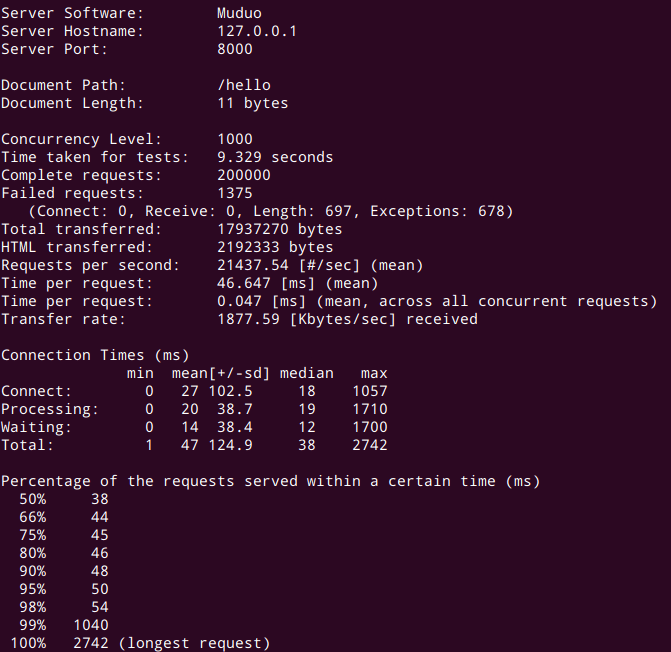 Server Software:        Muduo
Server Hostname:        127.0.0.1
Server Port:            8000

Document Path:          /hello
Document Length:        11 bytes

Concurrency Level:      1000
Time taken for tests:   9.329 seconds
Complete requests:      200000
Failed requests:        1375
   (Connect: 0, Receive: 0, Length: 697, Exceptions: 678)
Total transferred:      17937270 bytes
HTML transferred:       2192333 bytes
Requests per second:    21437.54 [#/sec] (mean)
Time per request:       46.647 [ms] (mean)
Time per request:       0.047 [ms] (mean, across all concurrent requests)
Transfer rate:          1877.59 [Kbytes/sec] received

Connection Times (ms)
              min  mean[+/-sd] median   max
Connect:        0   27 102.5     18    1057
Processing:     0   20  38.7     19    1710
Waiting:        0   14  38.4     12    1700
Total:          1   47 124.9     38    2742

Percentage of the requests served within a certain time (ms)
  50%     38
  66%     44
  75%     45
  80%     46
  90%     48
  95%     50
  98%     54
  99%   1040
 100%   2742 (longest request)